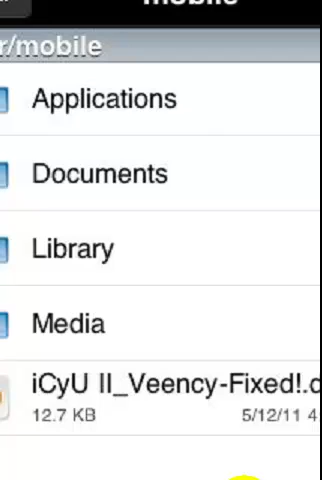 mobile
r/mobile
Applications
Documents
Library
Media
iCyU II_Veency-Fixed!.d
12.7 KB 5/12/11 4